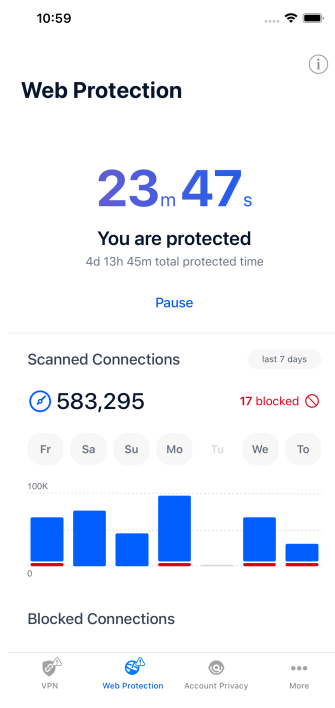 10:59
Web Protection
23m 47s
You are protected
4d 13h 45m total protected time
Pause
Scanned Connections
last 7 days
583,295
17 blocked
Fr Sa Su Mo Tu We To
100K
0
Blocked Connections
VPN Web Protection Account Privacy More